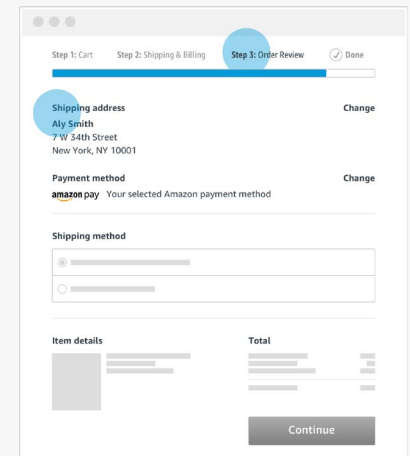 Step 1: Cart Step 2: Shipping & Billing Step 3: Order Review Done
Shipping address Change
Aly Smith
7 W 34th Street
New York, NY 10001
Payment method Change
amazon pay Your selected Amazon payment method
Shipping method
Item details Total
Continue